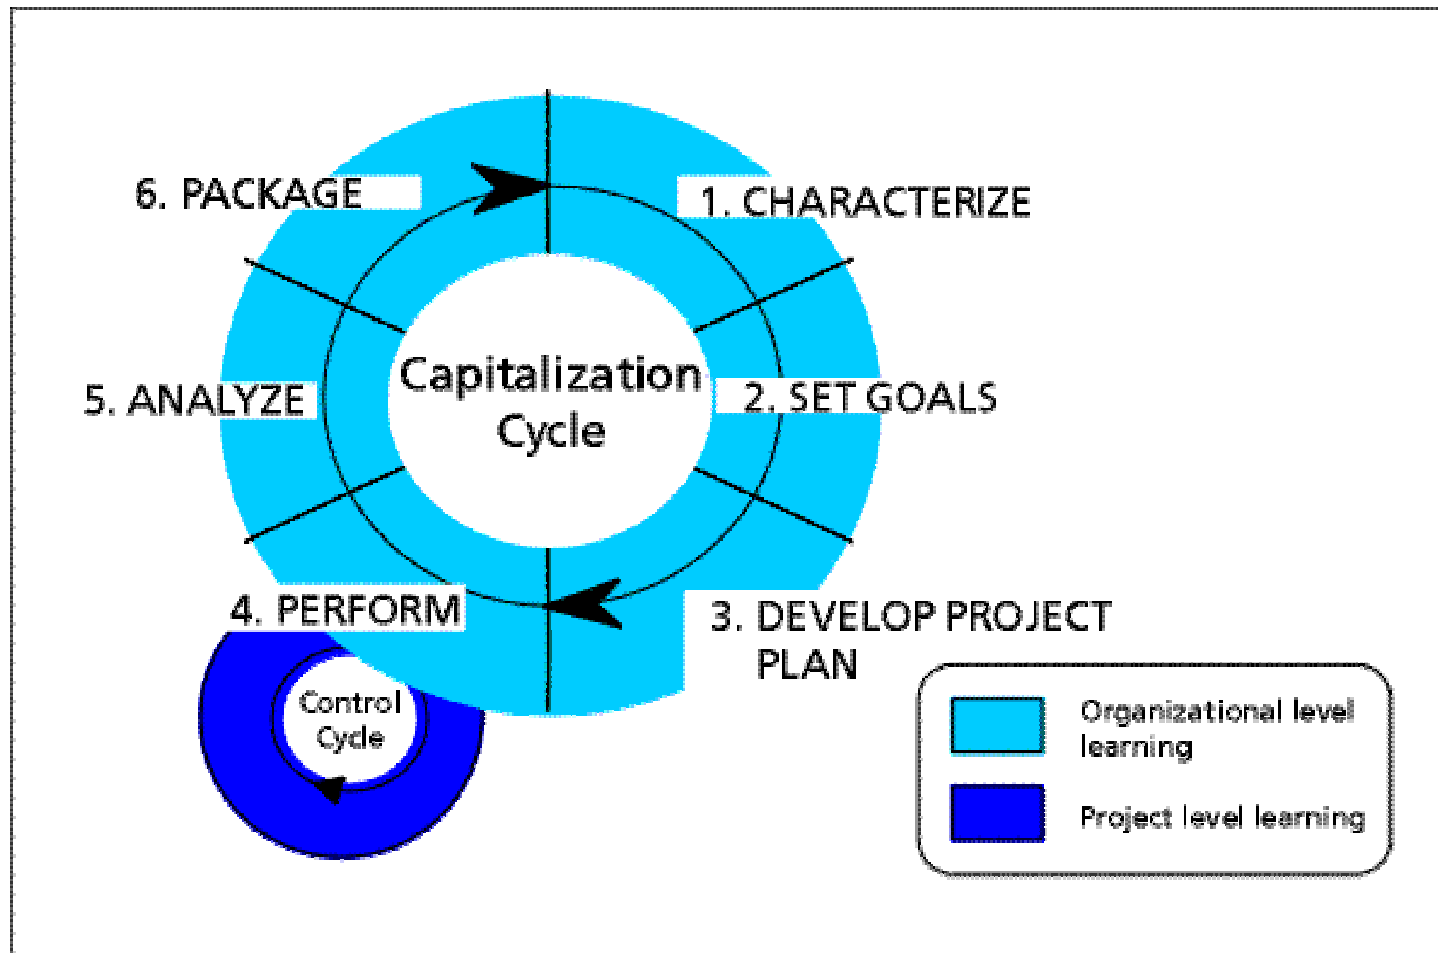 6. PACKAGE
1. CHARACTERIZE
Capitalization
Cycle
5. ANALYZE
2. SET GOALS
4. PERFORM
3. DEVELOP PROJECT
PLAN
Control
Cycle
Organizational level
learning
Project level learning